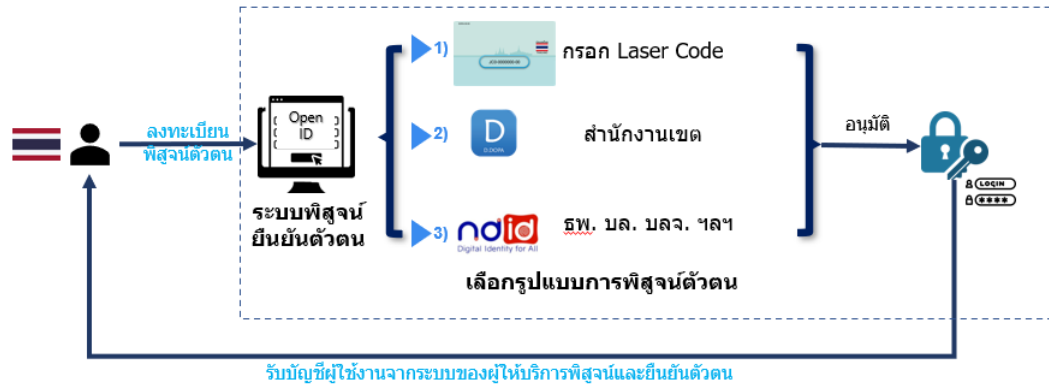 ลงทะเบียน
พิสูจน์ตัวตน
Open
ID
ระบบพิสูจน์
ยืนยันตัวตน
1)
กรอก Laser Code
2)
D
D.DOPA
สำนักงานเขต
3)
ndid
Digital Identity for All
ธพ. บล. บลจ. ฯลฯ
เลือกรูปแบบการพิสูจน์ตัวตน
อนุมัติ
LOGIN
****
รับบัญชีผู้ใช้งานจากระบบของผู้ให้บริการพิสูจน์และยืนยันตัวตน